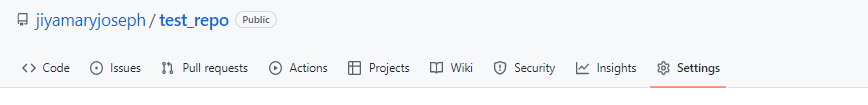 jiyamaryjoseph / test_repo Public
Code Issues Pull requests Actions Projects Wiki Security Insights Settings